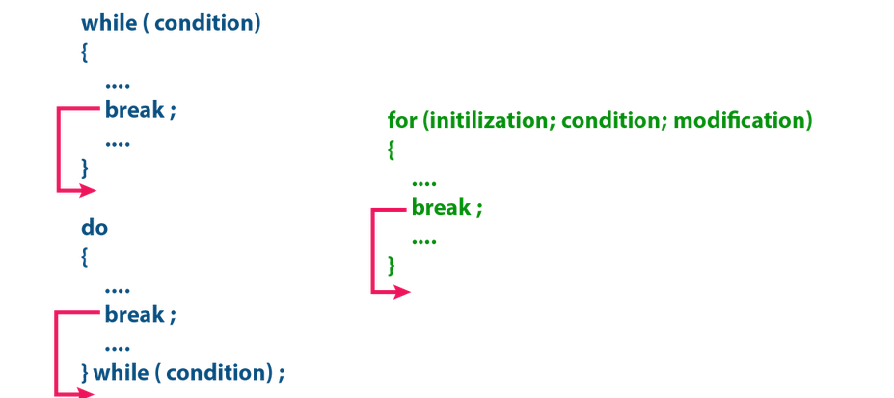 while ( condition)
{
....
break ;
....
}
do
{
....
break ;
....
} while ( condition) ;
for (initilization; condition; modification)
{
....
break ;
....
}